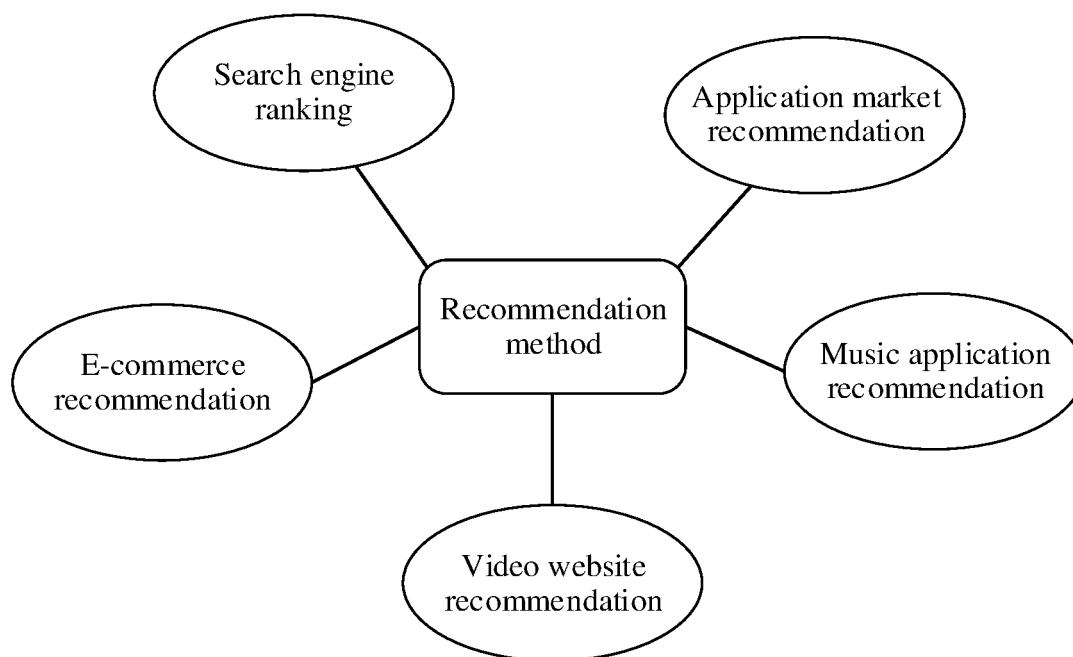 Search engine
ranking
Application market
recommendation
Recommendation
method
E-commerce
recommendation
Music application
recommendation
Video website
recommendation